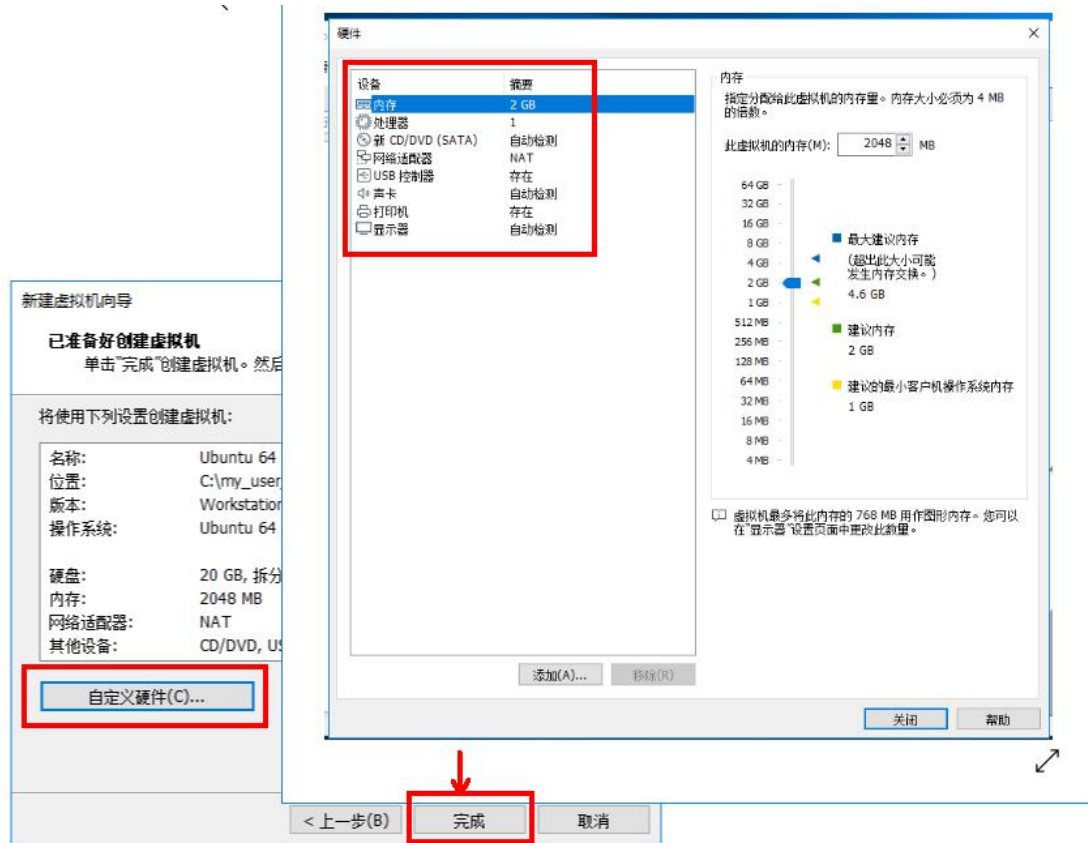 硬件
设备 摘要
内存 2 GB
处理器 1
新 CD/DVD (SATA) 自动检测
网络适配器 NAT
USB 控制器 存在
声卡 自动检测
打印机 存在
显示器 自动检测
添加(A)... 移除(R)
内存
指定分配给此虚拟机的内存量。内存大小必须为 4 MB
的倍数。
此虚拟机的内存(M): 2048 MB
64 GB
32 GB
16 GB
8 GB
4 GB
2 GB
1 GB
512 MB
256 MB
128 MB
64 MB
32 MB
16 MB
8 MB
4 MB
最大建议内存
(超出此大小可能
发生内存交换。)
4.6 GB
建议内存
2 GB
建议的最小客户机操作系统内存
1 GB
虚拟机最多将此内存的 768 MB 用作图形内存。您可以
在"显示器"设置页面中更改此数量。
关闭 帮助
新建虚拟机向导
已准备好创建虚拟机
单击"完成"创建虚拟机。然后
将使用下列设置创建虚拟机:
名称: Ubuntu 64
位置: C:\my_user
版本: Workstation
操作系统: Ubuntu 64
硬盘: 20 GB, 拆分
内存: 2048 MB
网络适配器: NAT
其他设备: CD/DVD, US
自定义硬件(C)...
< 上一步(B) 完成 取消